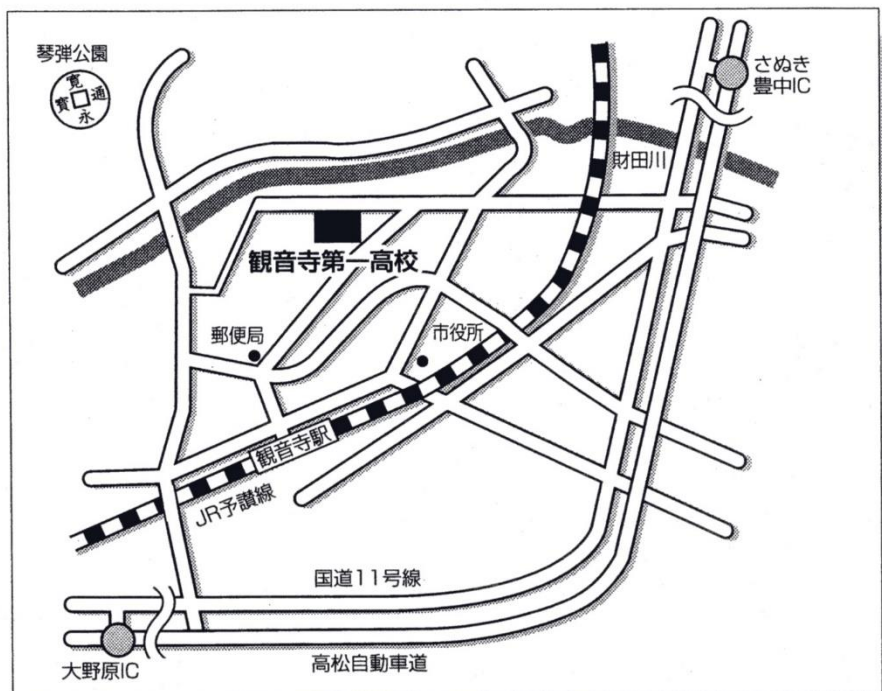 琴弾公園
寛
寳 通
永
さぬき
豊中IC
財田川
観音寺第一高校
郵便局
市役所
観音寺駅
JR予讃線
国道11号線
大野原IC
高松自動車道